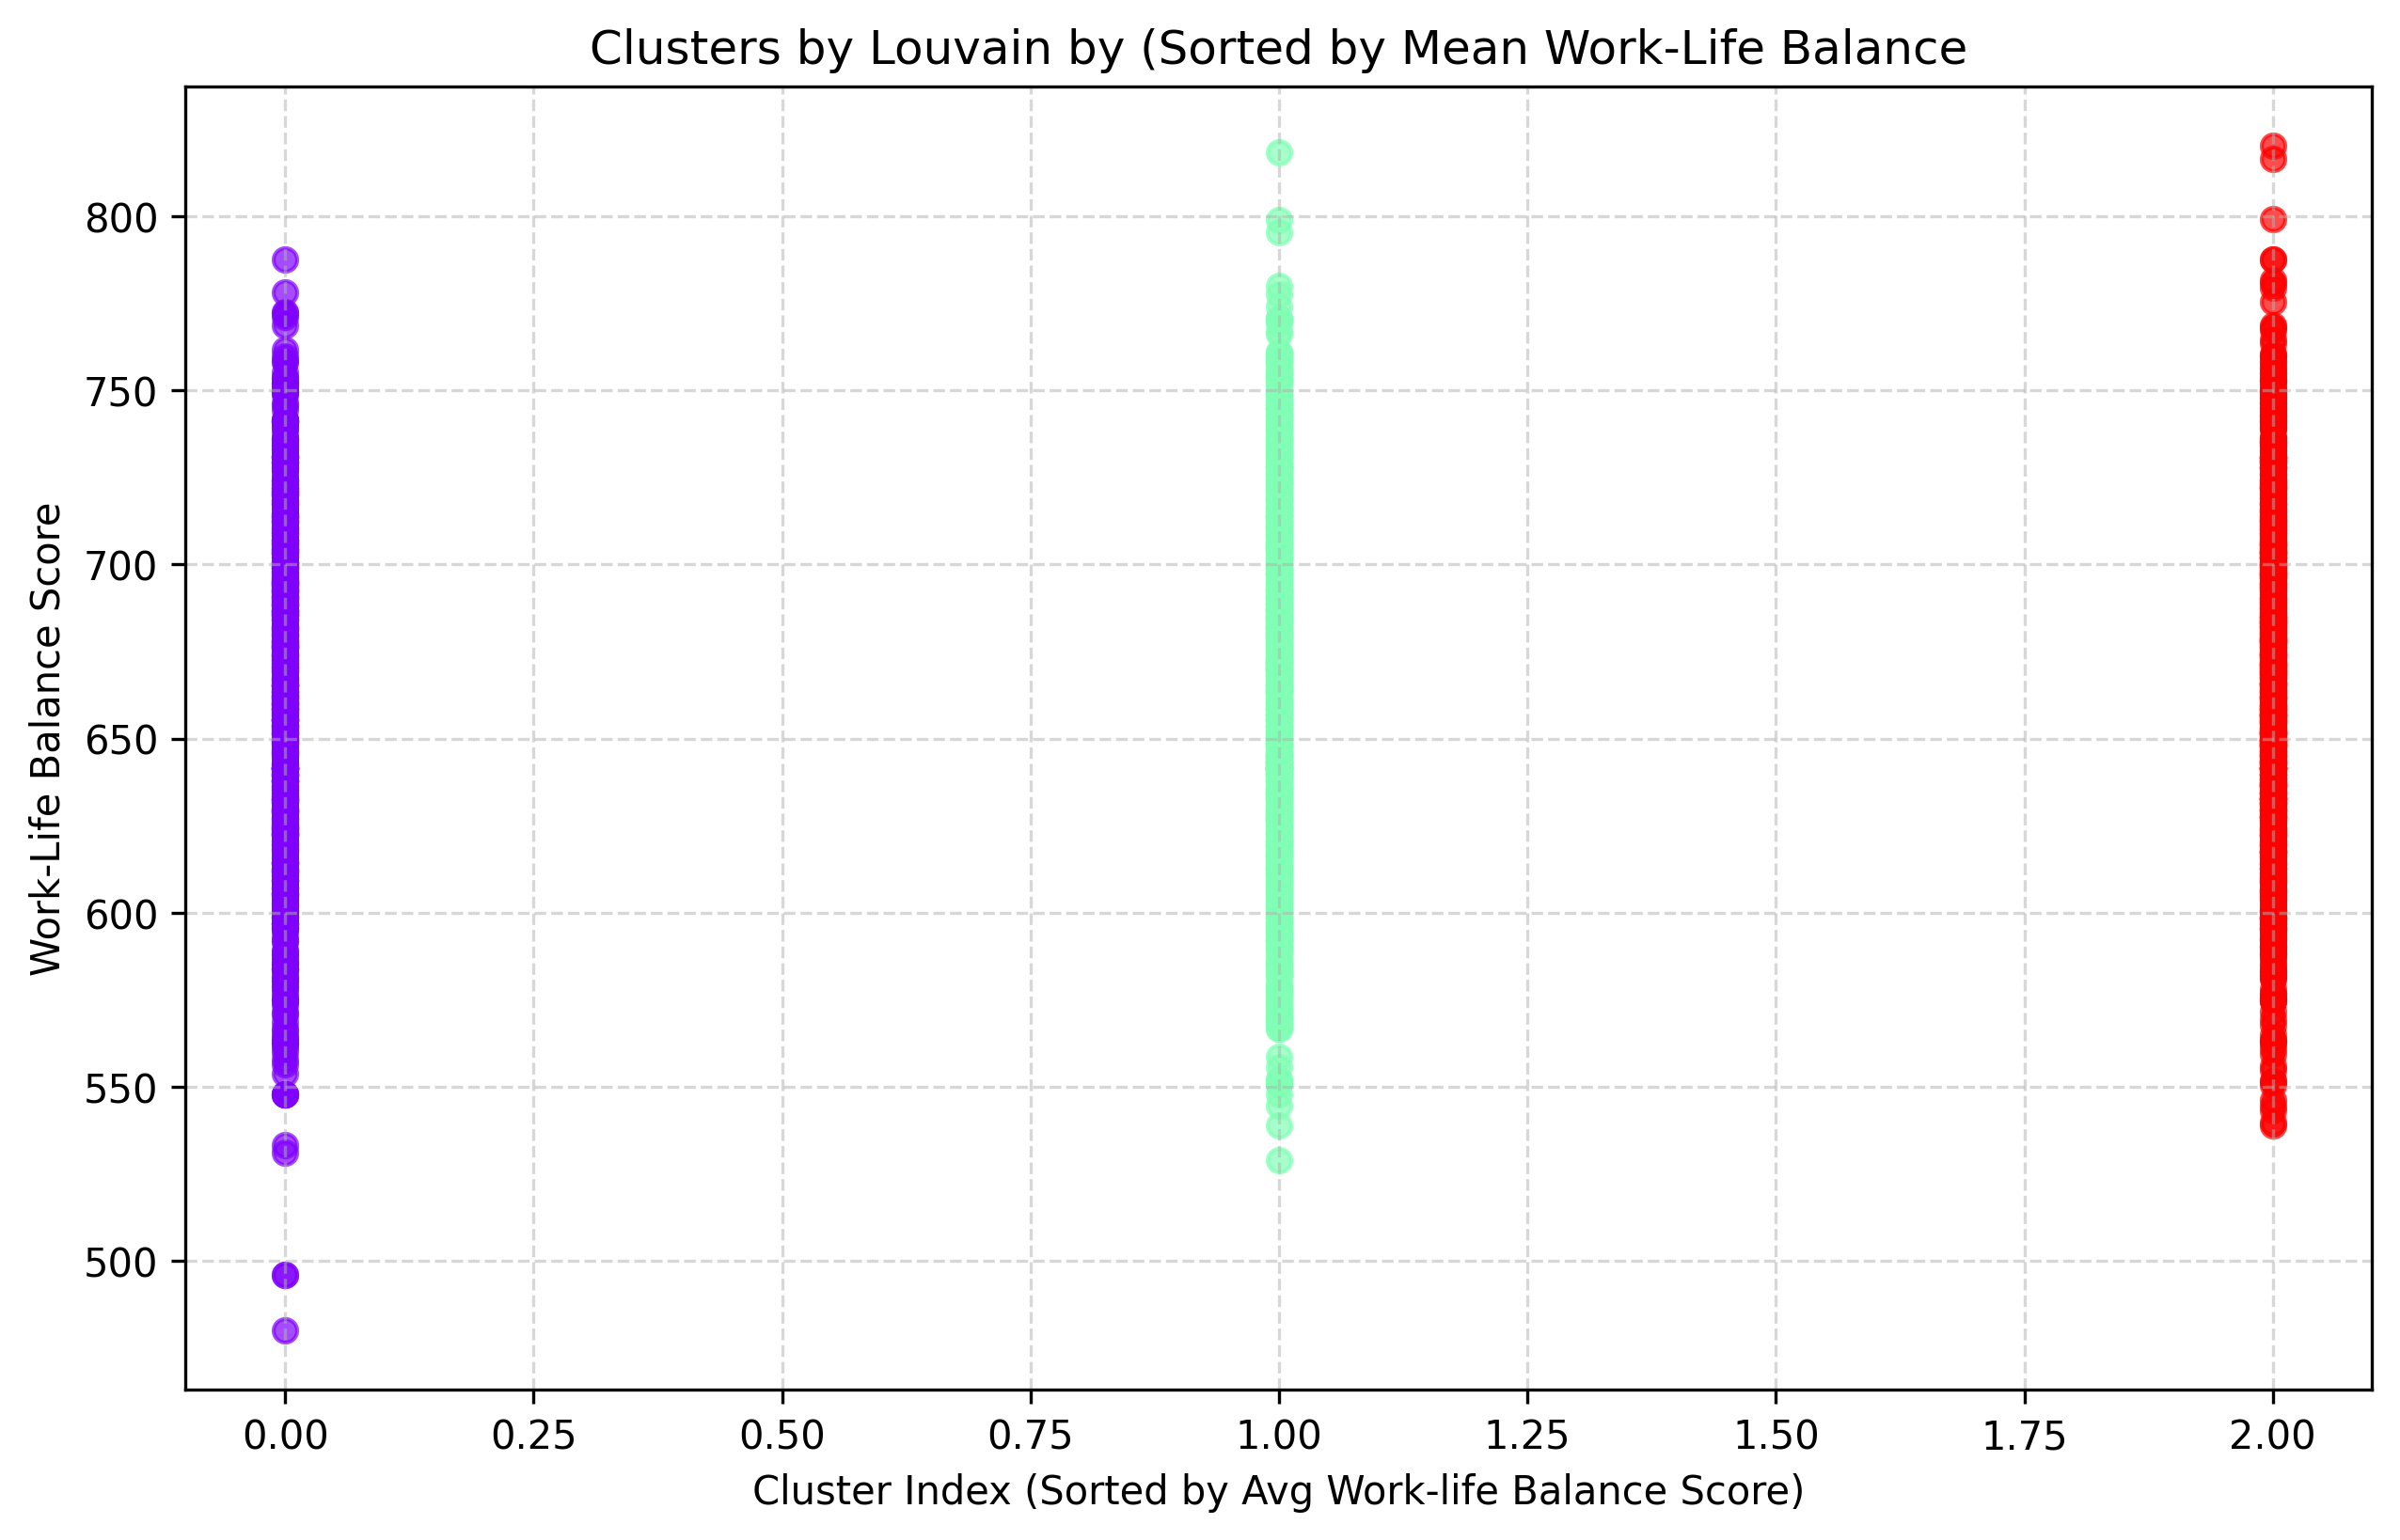 Clusters by Louvain by (Sorted by Mean Work-Life Balance
Work-Life Balance Score
800
750
700
650
600
550
500
0.00 0.25 0.50 0.75 1.00 1.25 1.50 1.75 2.00
Cluster Index (Sorted by Avg Work-life Balance Score)